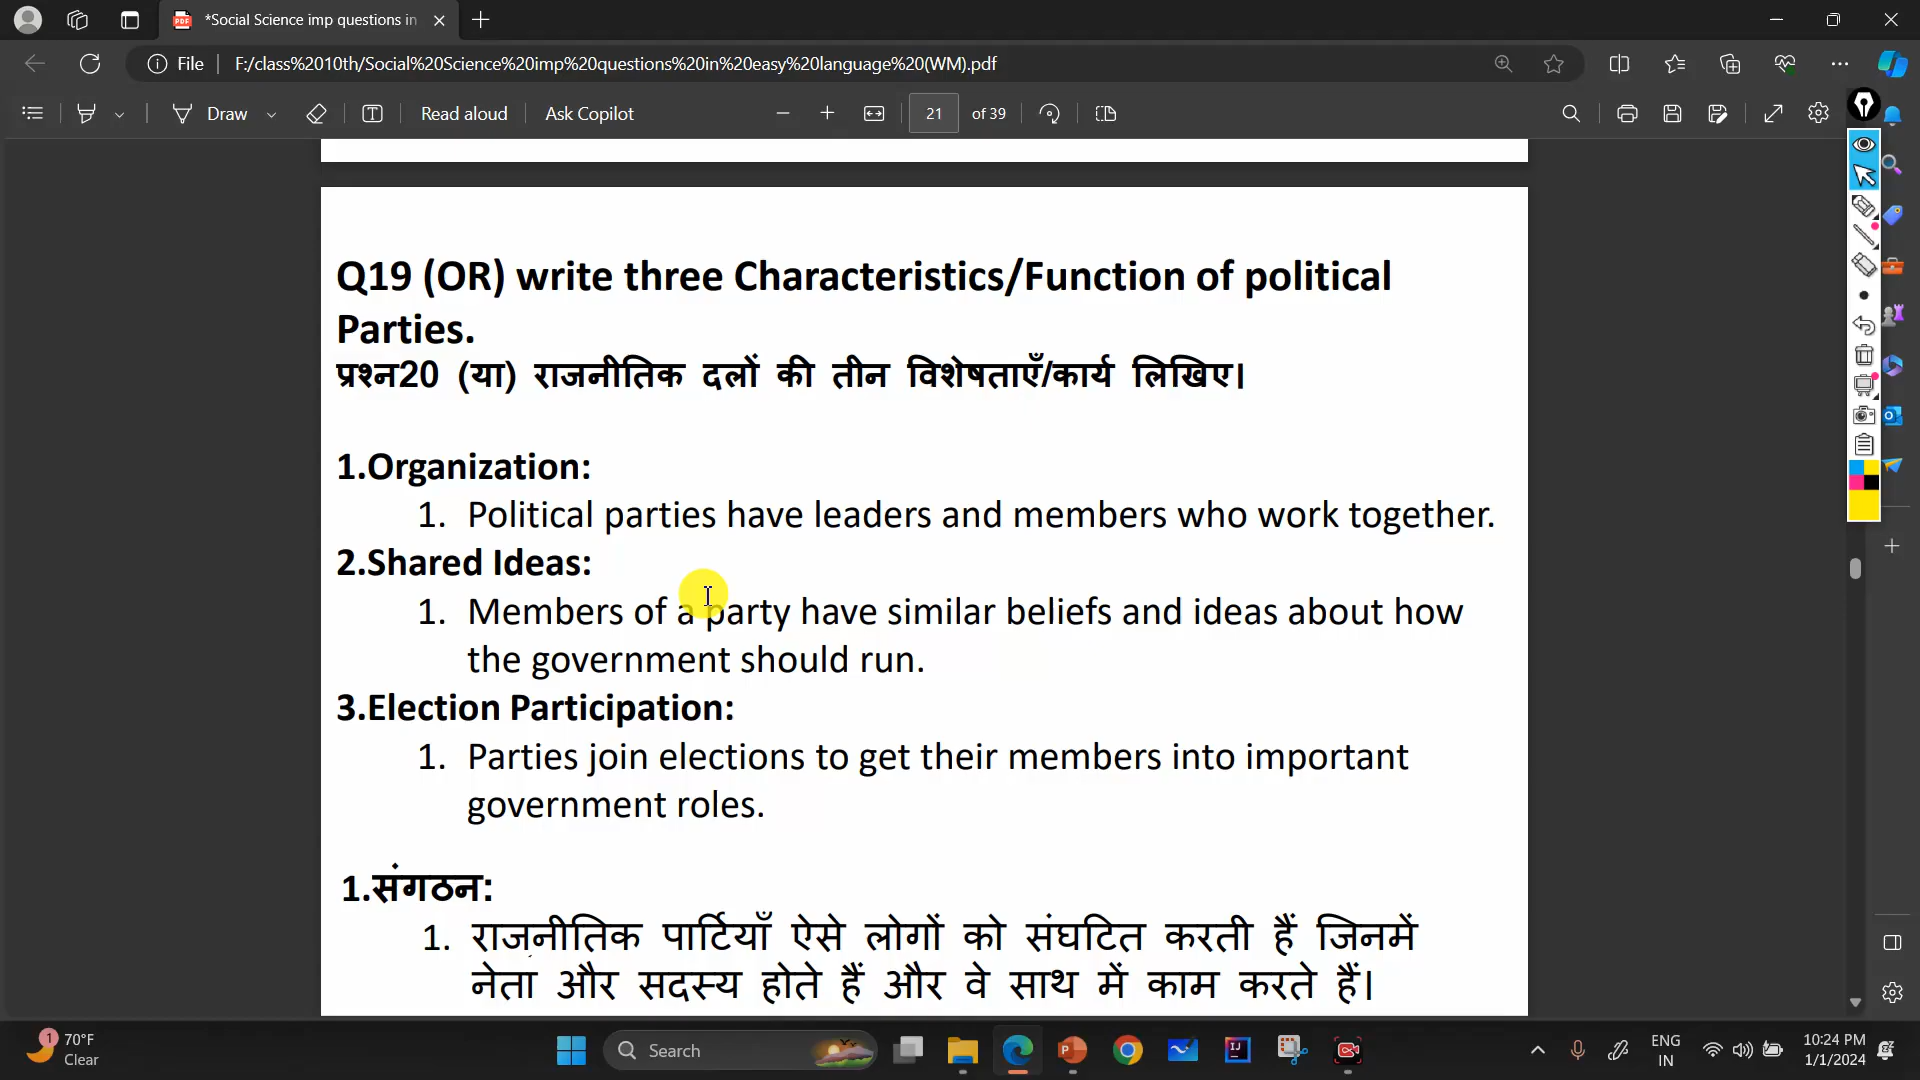 *Social Science imp questions in
File
F:/class%2010th/Social%20Science%20imp%20questions%20in%20easy%20language%20(WM).pdf
Draw
Read aloud
Ask Copilot
21
of 39
Q19 (OR) write three Characteristics/Function of political
Parties.
प्रश्न20 (या) राजनीतिक दलों की तीन विशेषताएँ/कार्य लिखिए।
1.Organization:
1. Political parties have leaders and members who work together.
2.Shared Ideas:
1. Members of a party have similar beliefs and ideas about how
the government should run.
3.Election Participation:
1. Parties join elections to get their members into important
government roles.
1.संगठन:
1. राजनीतिक पार्टियाँ ऐसे लोगों को संघटित करती हैं जिनमें
नेता और सदस्य होते हैं और वे साथ में काम करते हैं।
1
70°F
Clear
Search
ENG
IN
10:24 PM
1/1/2024